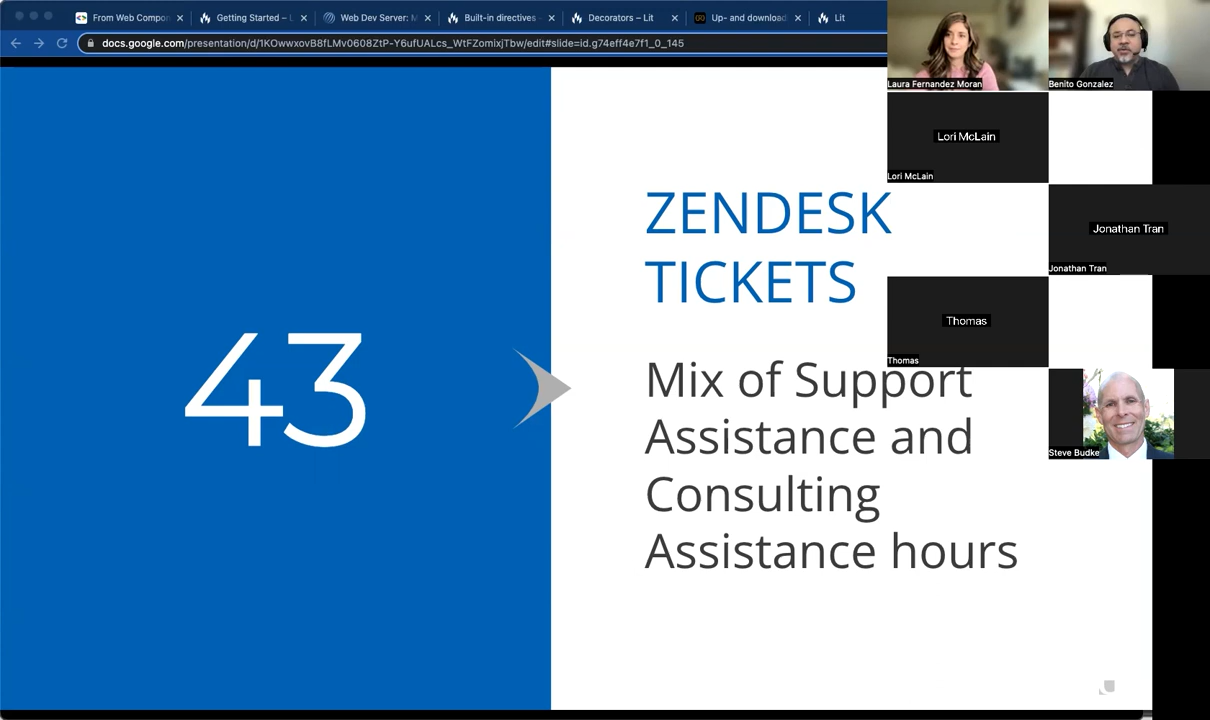 From Web Compon
Getting Started – L
Web Dev Server: M
Built-in directives –
Decorators – Lit
Up- and download
Lit
docs.google.com/presentation/d/1KOwwxovB8fLMv0608ZtP-Y6ufUALcs_WtFZomixjTbw/edit#slide=id.g74eff4e7f1_0_145
Laura Fernandez Moran
Benito Gonzalez
Lori McLain
Lori McLain
Jonathan Tran
Jonathan Tran
Thomas
Thomas
Steve Budke
43
ZENDESK
TICKETS
Mix of Support
Assistance and
Consulting
Assistance hours